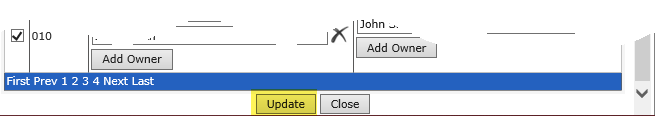 John S.
010
Add Owner
Add Owner
First Prev 1 2 3 4 Next Last
Update Close